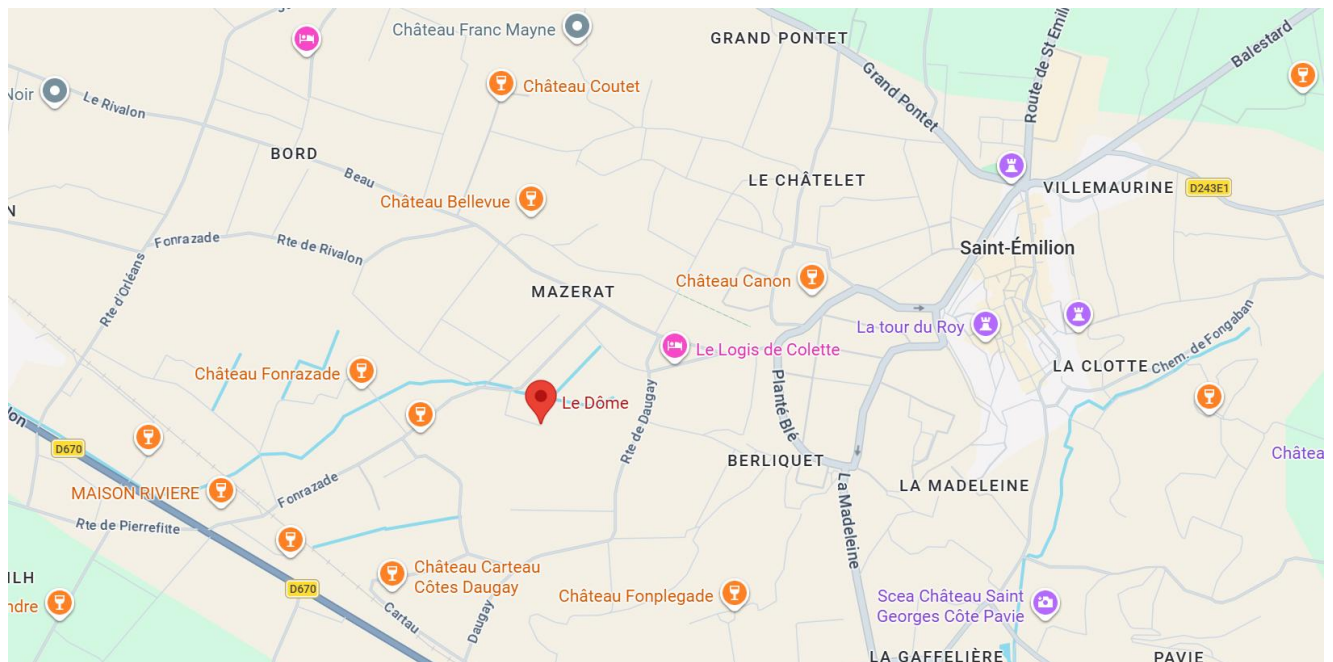 Château Franc Mayne
GRAND PONTET
Route de St Emil
Balestard
Noir
Le Rivalon
Château Coutet
Grand Pontet
BORD
Beau
LE CHÂTELET
VILLEMAURINE
D243E1
Château Bellevue
N
Fonrazade
Rte de Rivalon
Saint-Émilion
Rte d'Orléans
MAZERAT
Château Canon
La tour du Roy
Le Logis de Colette
Chem. de Fongaban
LA CLOTTE
Château Fonrazade
Le Dôme
Rte de Daugay
Planté Blé
lon
D670
BERLIQUET
Châtea
MAISON RIVIERE
Fonrazade
LA MADELEINE
La Madeleine
Rte de Pierrefitte
ILH
Château Carteau
Côtes Daugay
D670
ndre
Cartau
Daugay
Château Fonplegade
Scea Château Saint
Georges Côte Pavie
LA GAFFELIÈRE
PAVIE